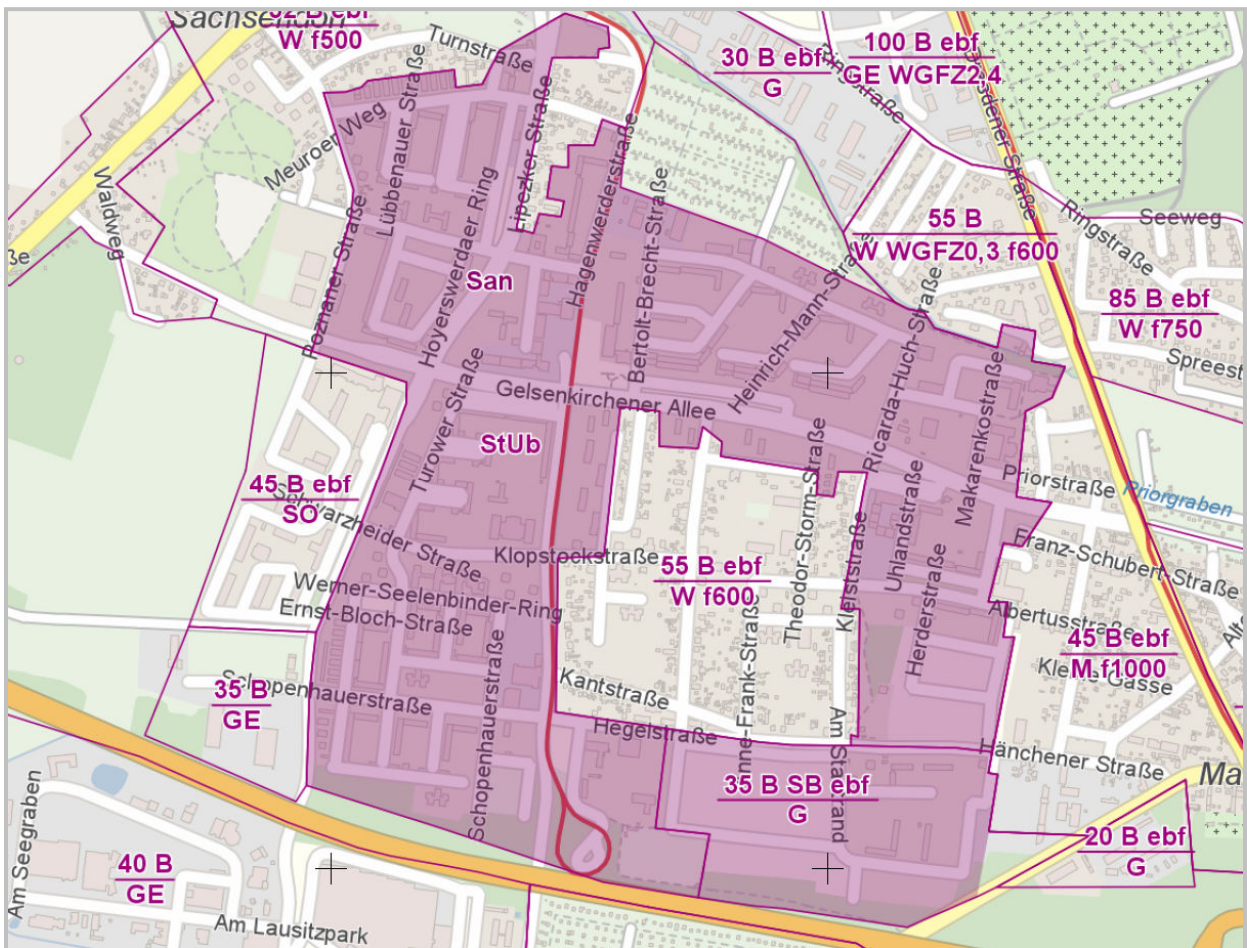 Sachsendorf
W f500
Turnstraße
30 B ebf
G
100 B ebf
GE WGFZ2,4
Ringstraße
Dresdener Straße
Meuroer Weg
Lübbenauer Straße
Lipezker Straße
Hagenwerderstraße
Bertolt-Brecht-Straße
Waldweg
Poznaner Straße
Hoyerswerdaer Ring
San
55 B
W WGFZ0,3 f600
Ringstraße
Seeweg
85 B ebf
W f750
Heinrich-Mann-Straße
Ricarda-Huch-Straße
Makarenkostraße
Gelsenkirchener Allee
Turower Straße
StUb
45 B ebf
SO
Schwarzheider Straße
Theodor-Storm-Straße
Uhlandstraße
Priorstraße
Priorgraben
Franz-Schubert-Straße
Klopstockstraße
55 B ebf
W f600
Werner-Seelenbinder-Ring
Ernst-Bloch-Straße
Kleiststraße
Herderstraße
Abertusstraße
45 B ebf
M f1000
35 B
GE
Schopenhauerstraße
Schopenhauerstraße
Kantstraße
Hegelstraße
Am Stadtrand
35 B SB ebf
G
Hänchener Straße
20 B ebf
G
Am Seegraben
40 B
GE
Am Lausitzpark